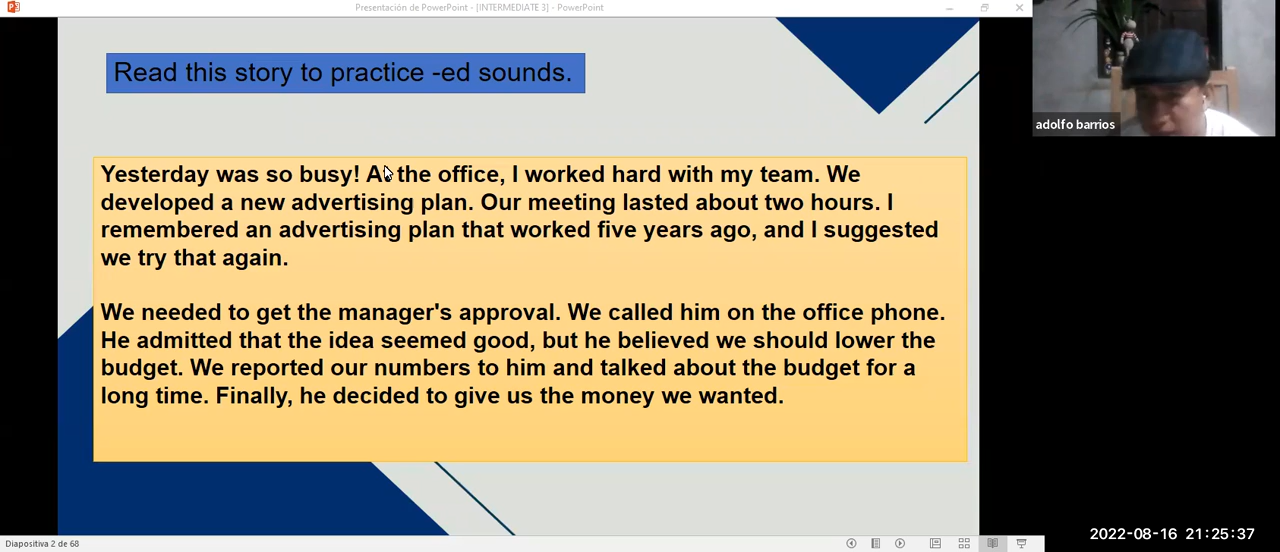 Presentación de PowerPoint - [INTERMEDIATE 3] - PowerPoint
Read this story to practice -ed sounds.
adolfo barrios
Yesterday was so busy! At the office, I worked hard with my team. We
developed a new advertising plan. Our meeting lasted about two hours. I
remembered an advertising plan that worked five years ago, and I suggested
we try that again.
We needed to get the manager's approval. We called him on the office phone.
He admitted that the idea seemed good, but he believed we should lower the
budget. We reported our numbers to him and talked about the budget for a
long time. Finally, he decided to give us the money we wanted.
2022-08-16 21:25:37
Diapositiva 2 de 68